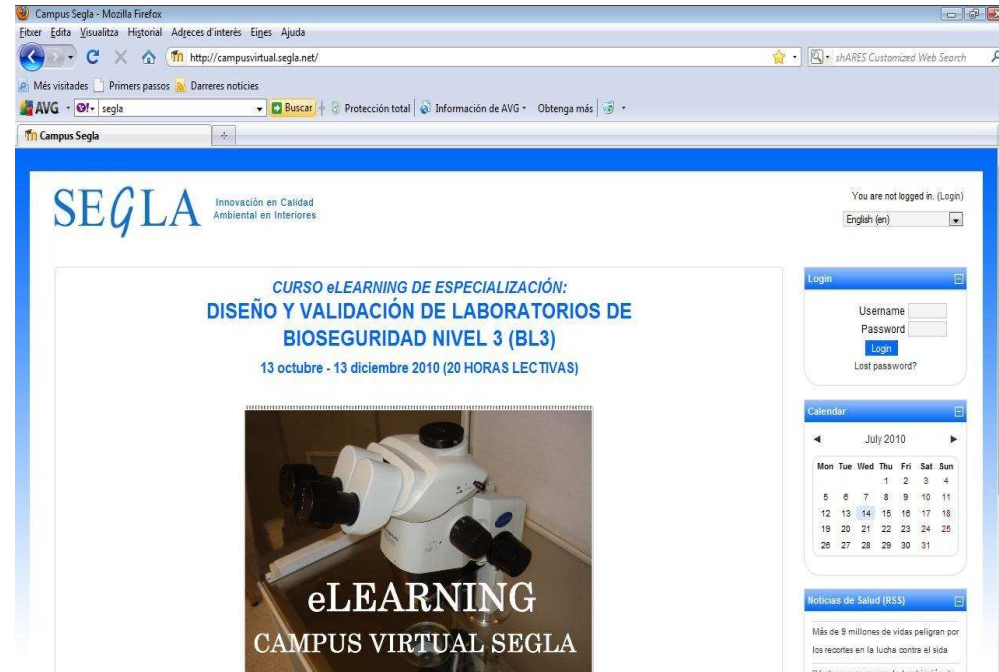 Campus Segla - Mozilla Firefox
Fitxer Edita Visualitza Historial Adreces d'interès Eines Ajuda
http://campusvirtual.segla.net/
shARES Customized Web Search
Més visitades Primers passos Darreres notícies
AVG segla Buscar Protección total Información de AVG Obtenga más
Campus Segla
SEGLA
Innovación en Calidad
Ambiental en Interiores
You are not logged in. (Login)
English (en)
CURSO eLEARNING DE ESPECIALIZACIÓN:
DISEÑO Y VALIDACIÓN DE LABORATORIOS DE
BIOSEGURIDAD NIVEL 3 (BL3)
13 octubre - 13 diciembre 2010 (20 HORAS LECTIVAS)
eLEARNING
CAMPUS VIRTUAL SEGLA
Login
Username
Password
Login
Lost password?
Calendar
July 2010
Mon Tue Wed Thu Fri Sat Sun
1 2 3 4
5 6 7 8 9 10 11
12 13 14 15 16 17 18
19 20 21 22 23 24 25
26 27 28 29 30 31
Noticias de Salud (RSS)
Más de 9 millones de vidas peligran por
los recortes en la lucha contra el sida